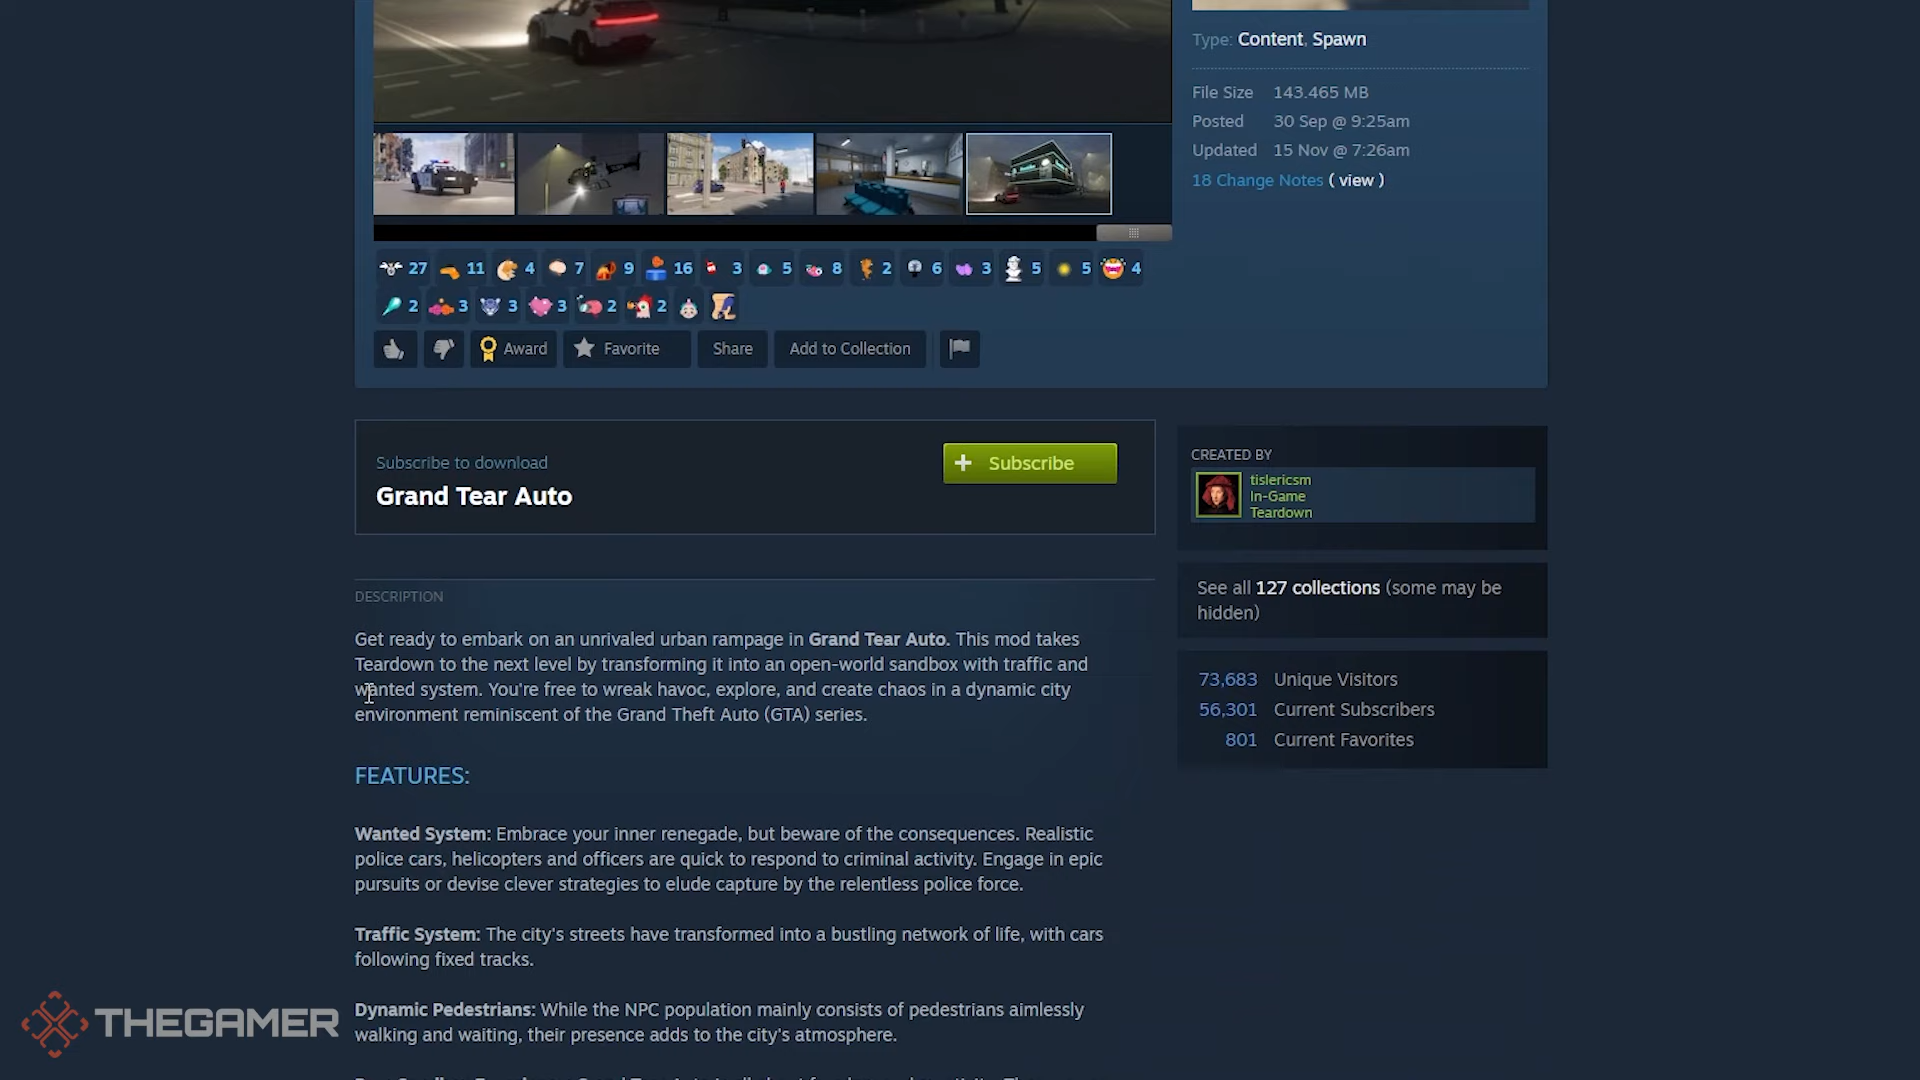 Type: Content, Spawn
File Size 143.465 MB
Posted 30 Sep @ 9:25am
Updated 15 Nov @ 7:26am
18 Change Notes ( view )
27 11 4 7 9 16 3 5 8 2 6 3 5 5 4
2 3 3 3 2 2
Award Favorite Share Add to Collection
Subscribe to download
Grand Tear Auto
+ Subscribe
CREATED BY
tislericsm
In-Game
Teardown
See all 127 collections (some may be
hidden)
73,683 Unique Visitors
56,301 Current Subscribers
801 Current Favorites
DESCRIPTION
Get ready to embark on an unrivaled urban rampage in Grand Tear Auto. This mod takes
Teardown to the next level by transforming it into an open-world sandbox with traffic and
wanted system. You're free to wreak havoc, explore, and create chaos in a dynamic city
environment reminiscent of the Grand Theft Auto (GTA) series.
FEATURES:
Wanted System: Embrace your inner renegade, but beware of the consequences. Realistic
police cars, helicopters and officers are quick to respond to criminal activity. Engage in epic
pursuits or devise clever strategies to elude capture by the relentless police force.
Traffic System: The city's streets have transformed into a bustling network of life, with cars
following fixed tracks.
Dynamic Pedestrians: While the NPC population mainly consists of pedestrians aimlessly
walking and waiting, their presence adds to the city's atmosphere.
THEGAMER